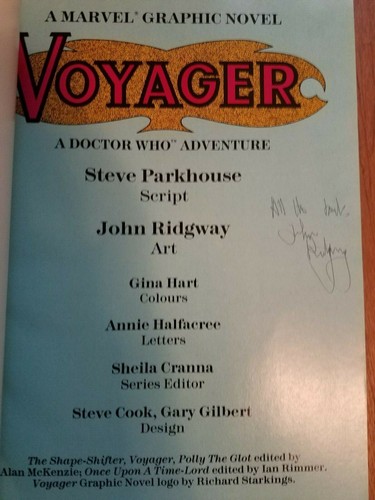 A MARVEL® GRAPHIC NOVEL
VOYAGER
A DOCTOR WHO™ ADVENTURE
Steve Parkhouse
Script
All the best.
John Ridgway
John Ridgway
Art
Gina Hart
Colours
Annie Halfacree
Letters
Sheila Cranna
Series Editor
Steve Cook, Gary Gilbert
Design
The Shape-Shifter, Voyager, Polly The Glot edited by
Alan McKenzie; Once Upon A Time-Lord edited by Ian Rimmer.
Voyager Graphic Novel logo by Richard Starkings.